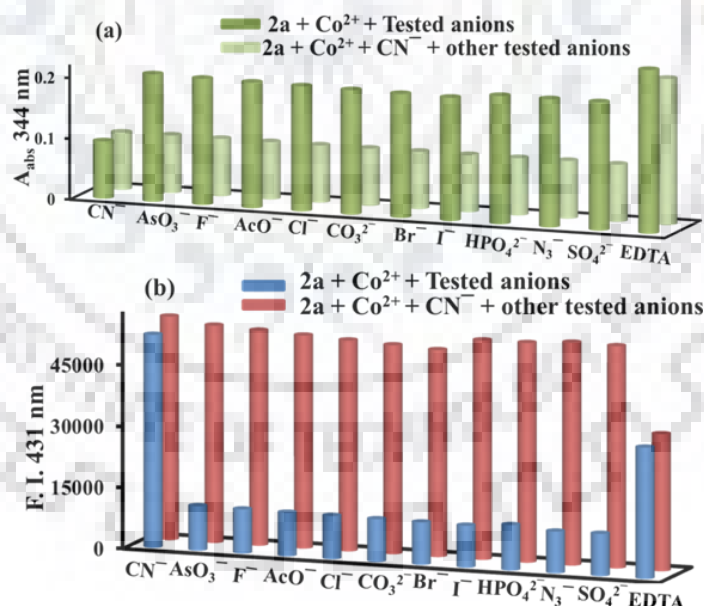 (a)
2a + Co²⁺ + Tested anions
2a + Co²⁺ + CN⁻ + other tested anions
A_abs 344 nm
0.2
0.1
0
CN⁻ AsO₃⁻ F⁻ AcO⁻ Cl⁻ CO₃²⁻ Br⁻ I⁻ HPO₄²⁻ N₃⁻ SO₄²⁻ EDTA
(b)
2a + Co²⁺ + Tested anions
2a + Co²⁺ + CN⁻ + other tested anions
F. I. 431 nm
45000
30000
15000
0
CN⁻ AsO₃⁻ F⁻ AcO⁻ Cl⁻ CO₃²⁻ Br⁻ I⁻ HPO₄²⁻ N₃⁻ SO₄²⁻ EDTA